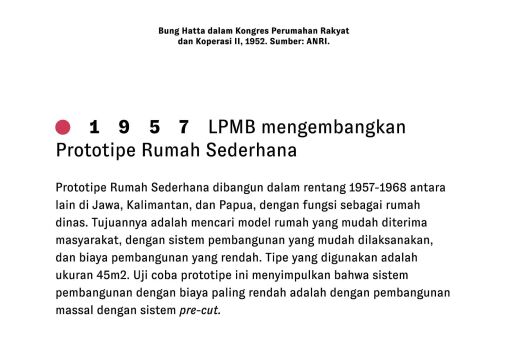 Bung Hatta dalam Kongres Perumahan Rakyat
dan Koperasi II, 1952. Sumber: ANRI.
1957 LPMB mengembangkan
Prototipe Rumah Sederhana
Prototipe Rumah Sederhana dibangun dalam rentang 1957-1968 antara
lain di Jawa, Kalimantan, dan Papua, dengan fungsi sebagai rumah
dinas. Tujuannya adalah mencari model rumah yang mudah diterima
masyarakat, dengan sistem pembangunan yang mudah dilaksanakan,
dan biaya pembangunan yang rendah. Tipe yang digunakan adalah
ukuran 45m2. Uji coba prototipe ini menyimpulkan bahwa sistem
pembangunan dengan biaya paling rendah adalah dengan pembangunan
massal dengan sistem pre-cut.